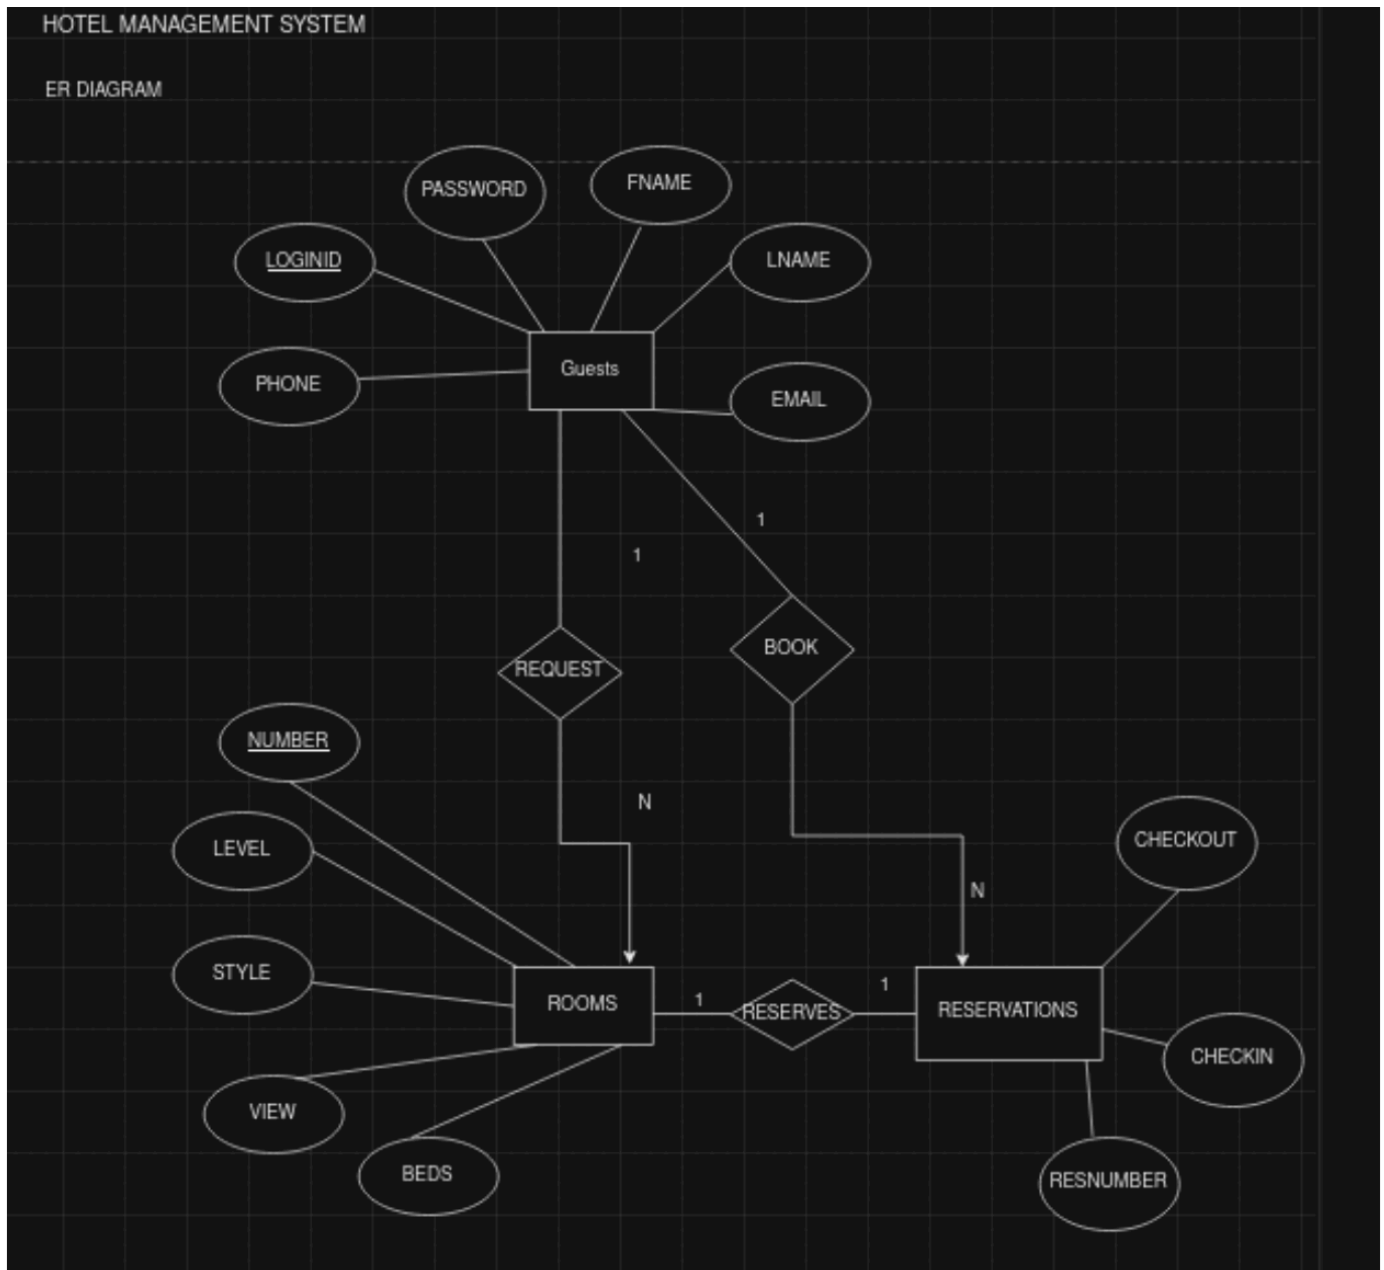 HOTEL MANAGEMENT SYSTEM
ER DIAGRAM
PASSWORD
FNAME
LOGINID
LNAME
Guests
PHONE
EMAIL
1
1
BOOK
REQUEST
NUMBER
N
LEVEL
CHECKOUT
N
STYLE
ROOMS
1
RESERVES
1
RESERVATIONS
CHECKIN
VIEW
BEDS
RESNUMBER